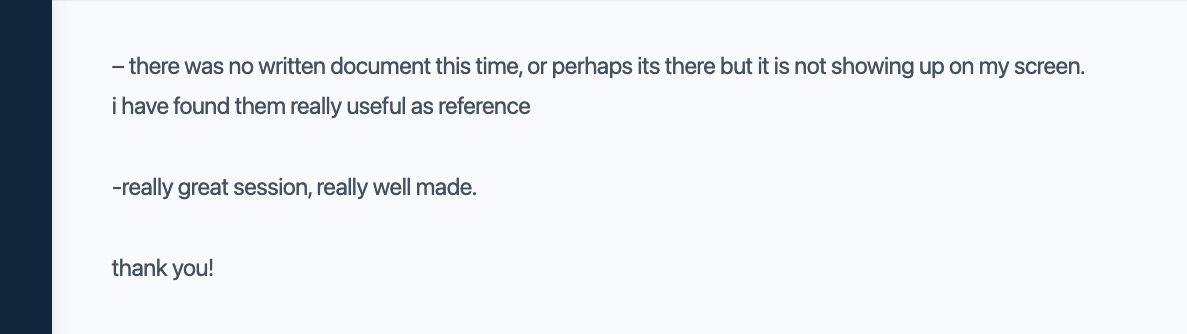 – there was no written document this time, or perhaps its there but it is not showing up on my screen.
i have found them really useful as reference
-really great session, really well made.
thank you!